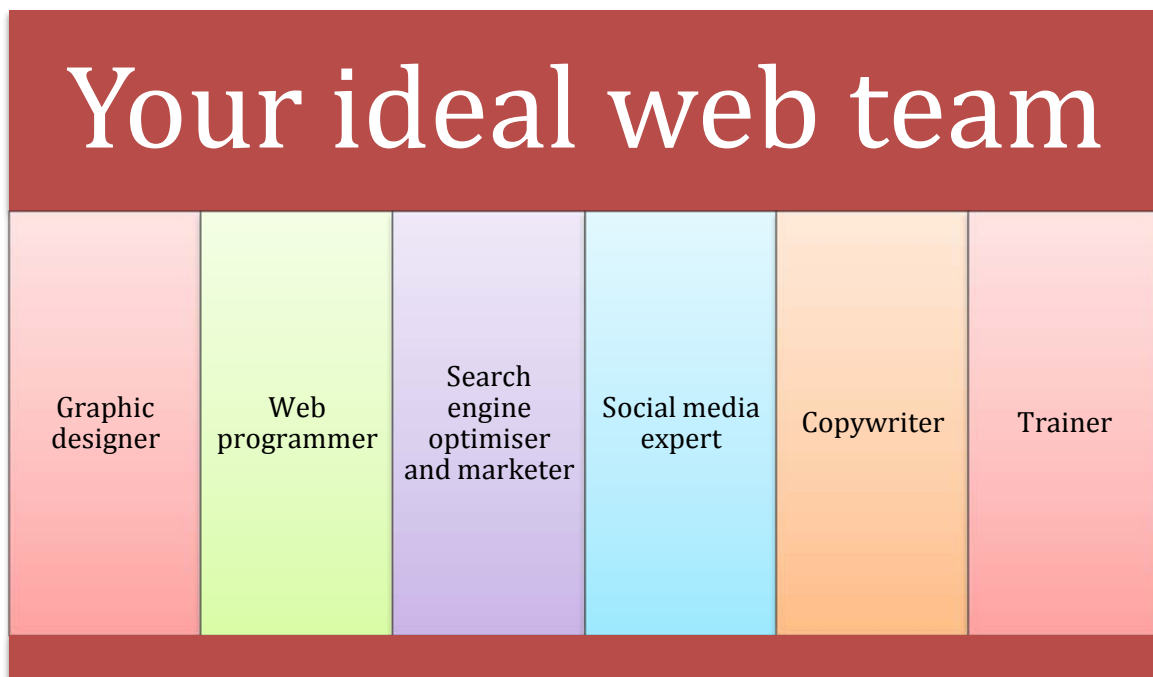 Your ideal web team
Graphic
designer
Web
programmer
Search
engine
optimiser
and marketer
Social media
expert
Copywriter
Trainer